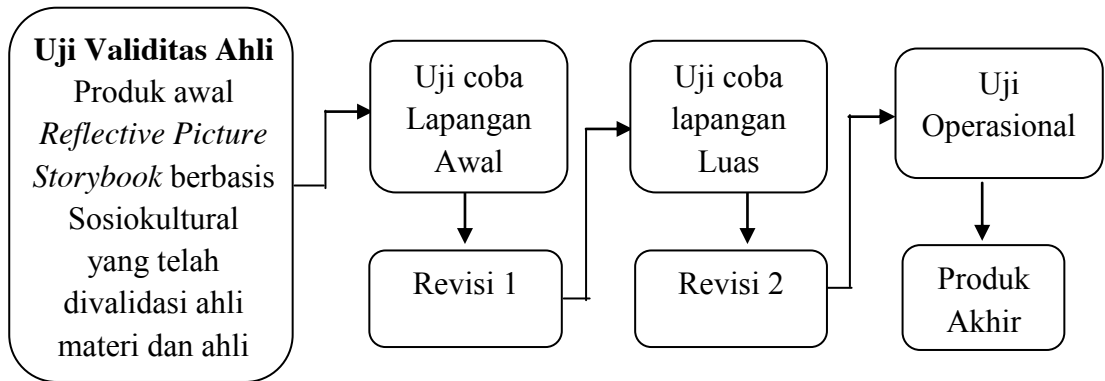 Uji Validitas Ahli
Produk awal
Reflective Picture
Storybook berbasis
Sosiokultural
yang telah
divalidasi ahli
materi dan ahli
Uji coba
Lapangan
Awal
Revisi 1
Uji coba
lapangan
Luas
Revisi 2
Uji
Operasional
Produk
Akhir